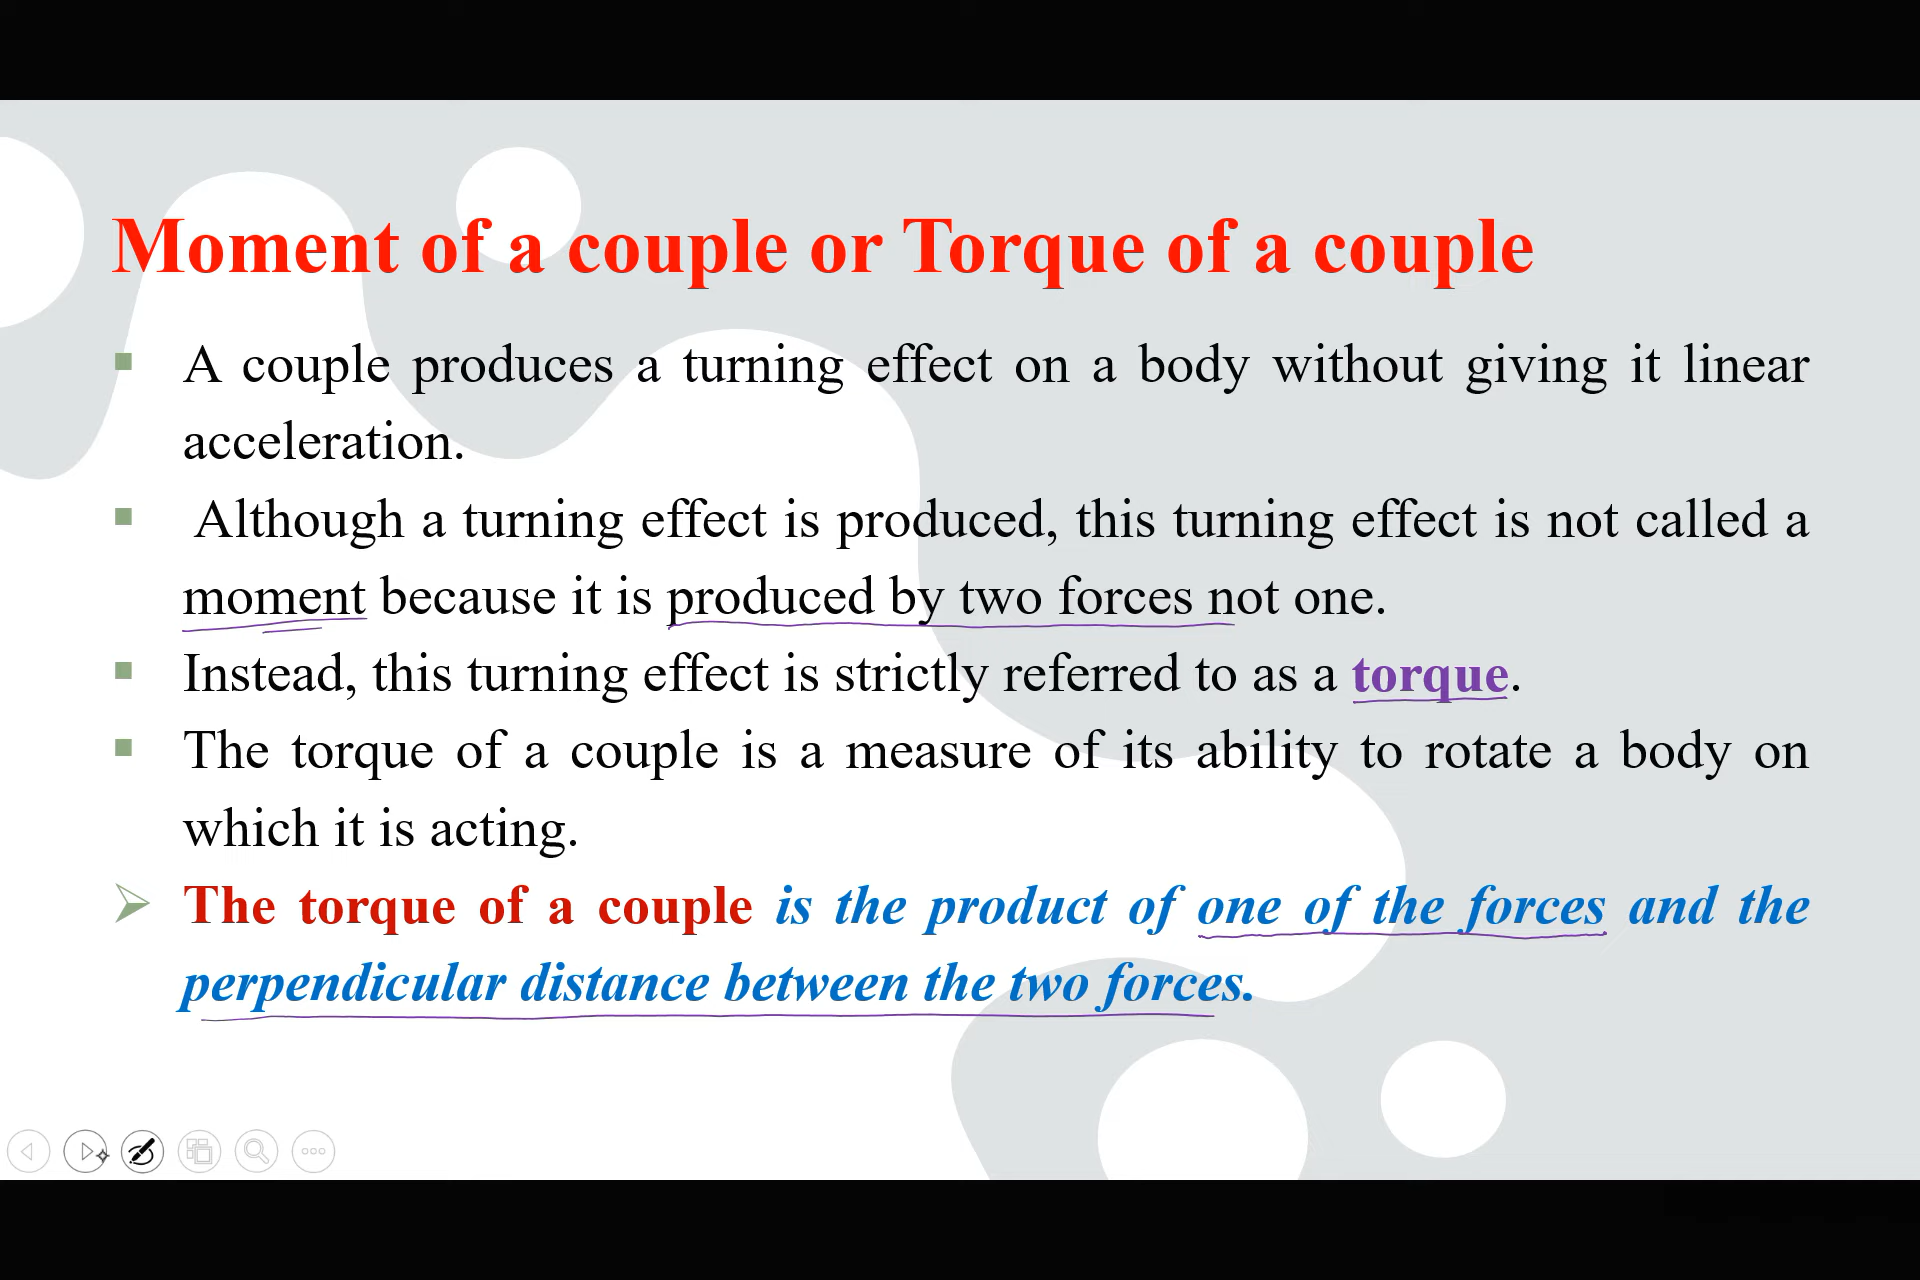 Moment of a couple or Torque of a couple
A couple produces a turning effect on a body without giving it linear
acceleration.
Although a turning effect is produced, this turning effect is not called a
moment because it is produced by two forces not one.
Instead, this turning effect is strictly referred to as a torque.
The torque of a couple is a measure of its ability to rotate a body on
which it is acting.
The torque of a couple is the product of one of the forces and the
perpendicular distance between the two forces.